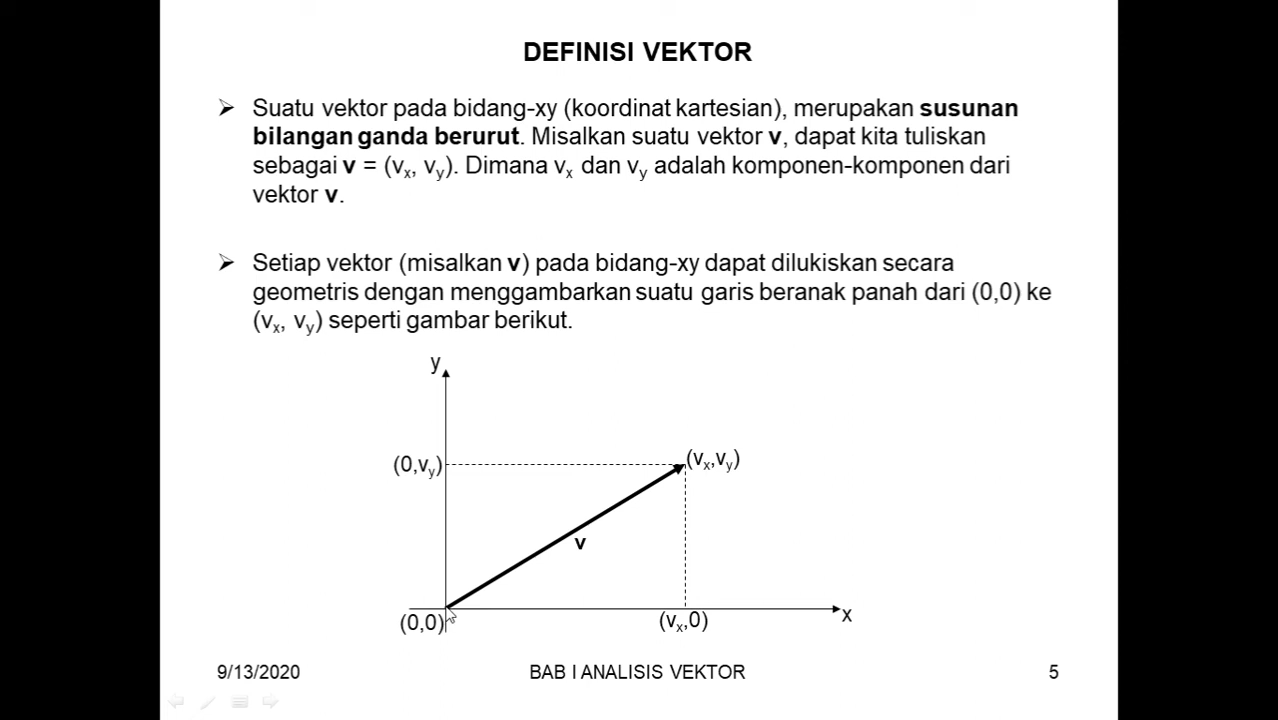 DEFINISI VEKTOR
➢ Suatu vektor pada bidang-xy (koordinat kartesian), merupakan susunan
bilangan ganda berurut. Misalkan suatu vektor v, dapat kita tuliskan
sebagai v = (vx, vy). Dimana vx dan vy adalah komponen-komponen dari
vektor v.
➢ Setiap vektor (misalkan v) pada bidang-xy dapat dilukiskan secara
geometris dengan menggambarkan suatu garis beranak panah dari (0,0) ke
(vx, vy) seperti gambar berikut.
y
(0,vy)
(vx,vy)
v
(0,0)
(vx,0)
x
9/13/2020
BAB I ANALISIS VEKTOR
5